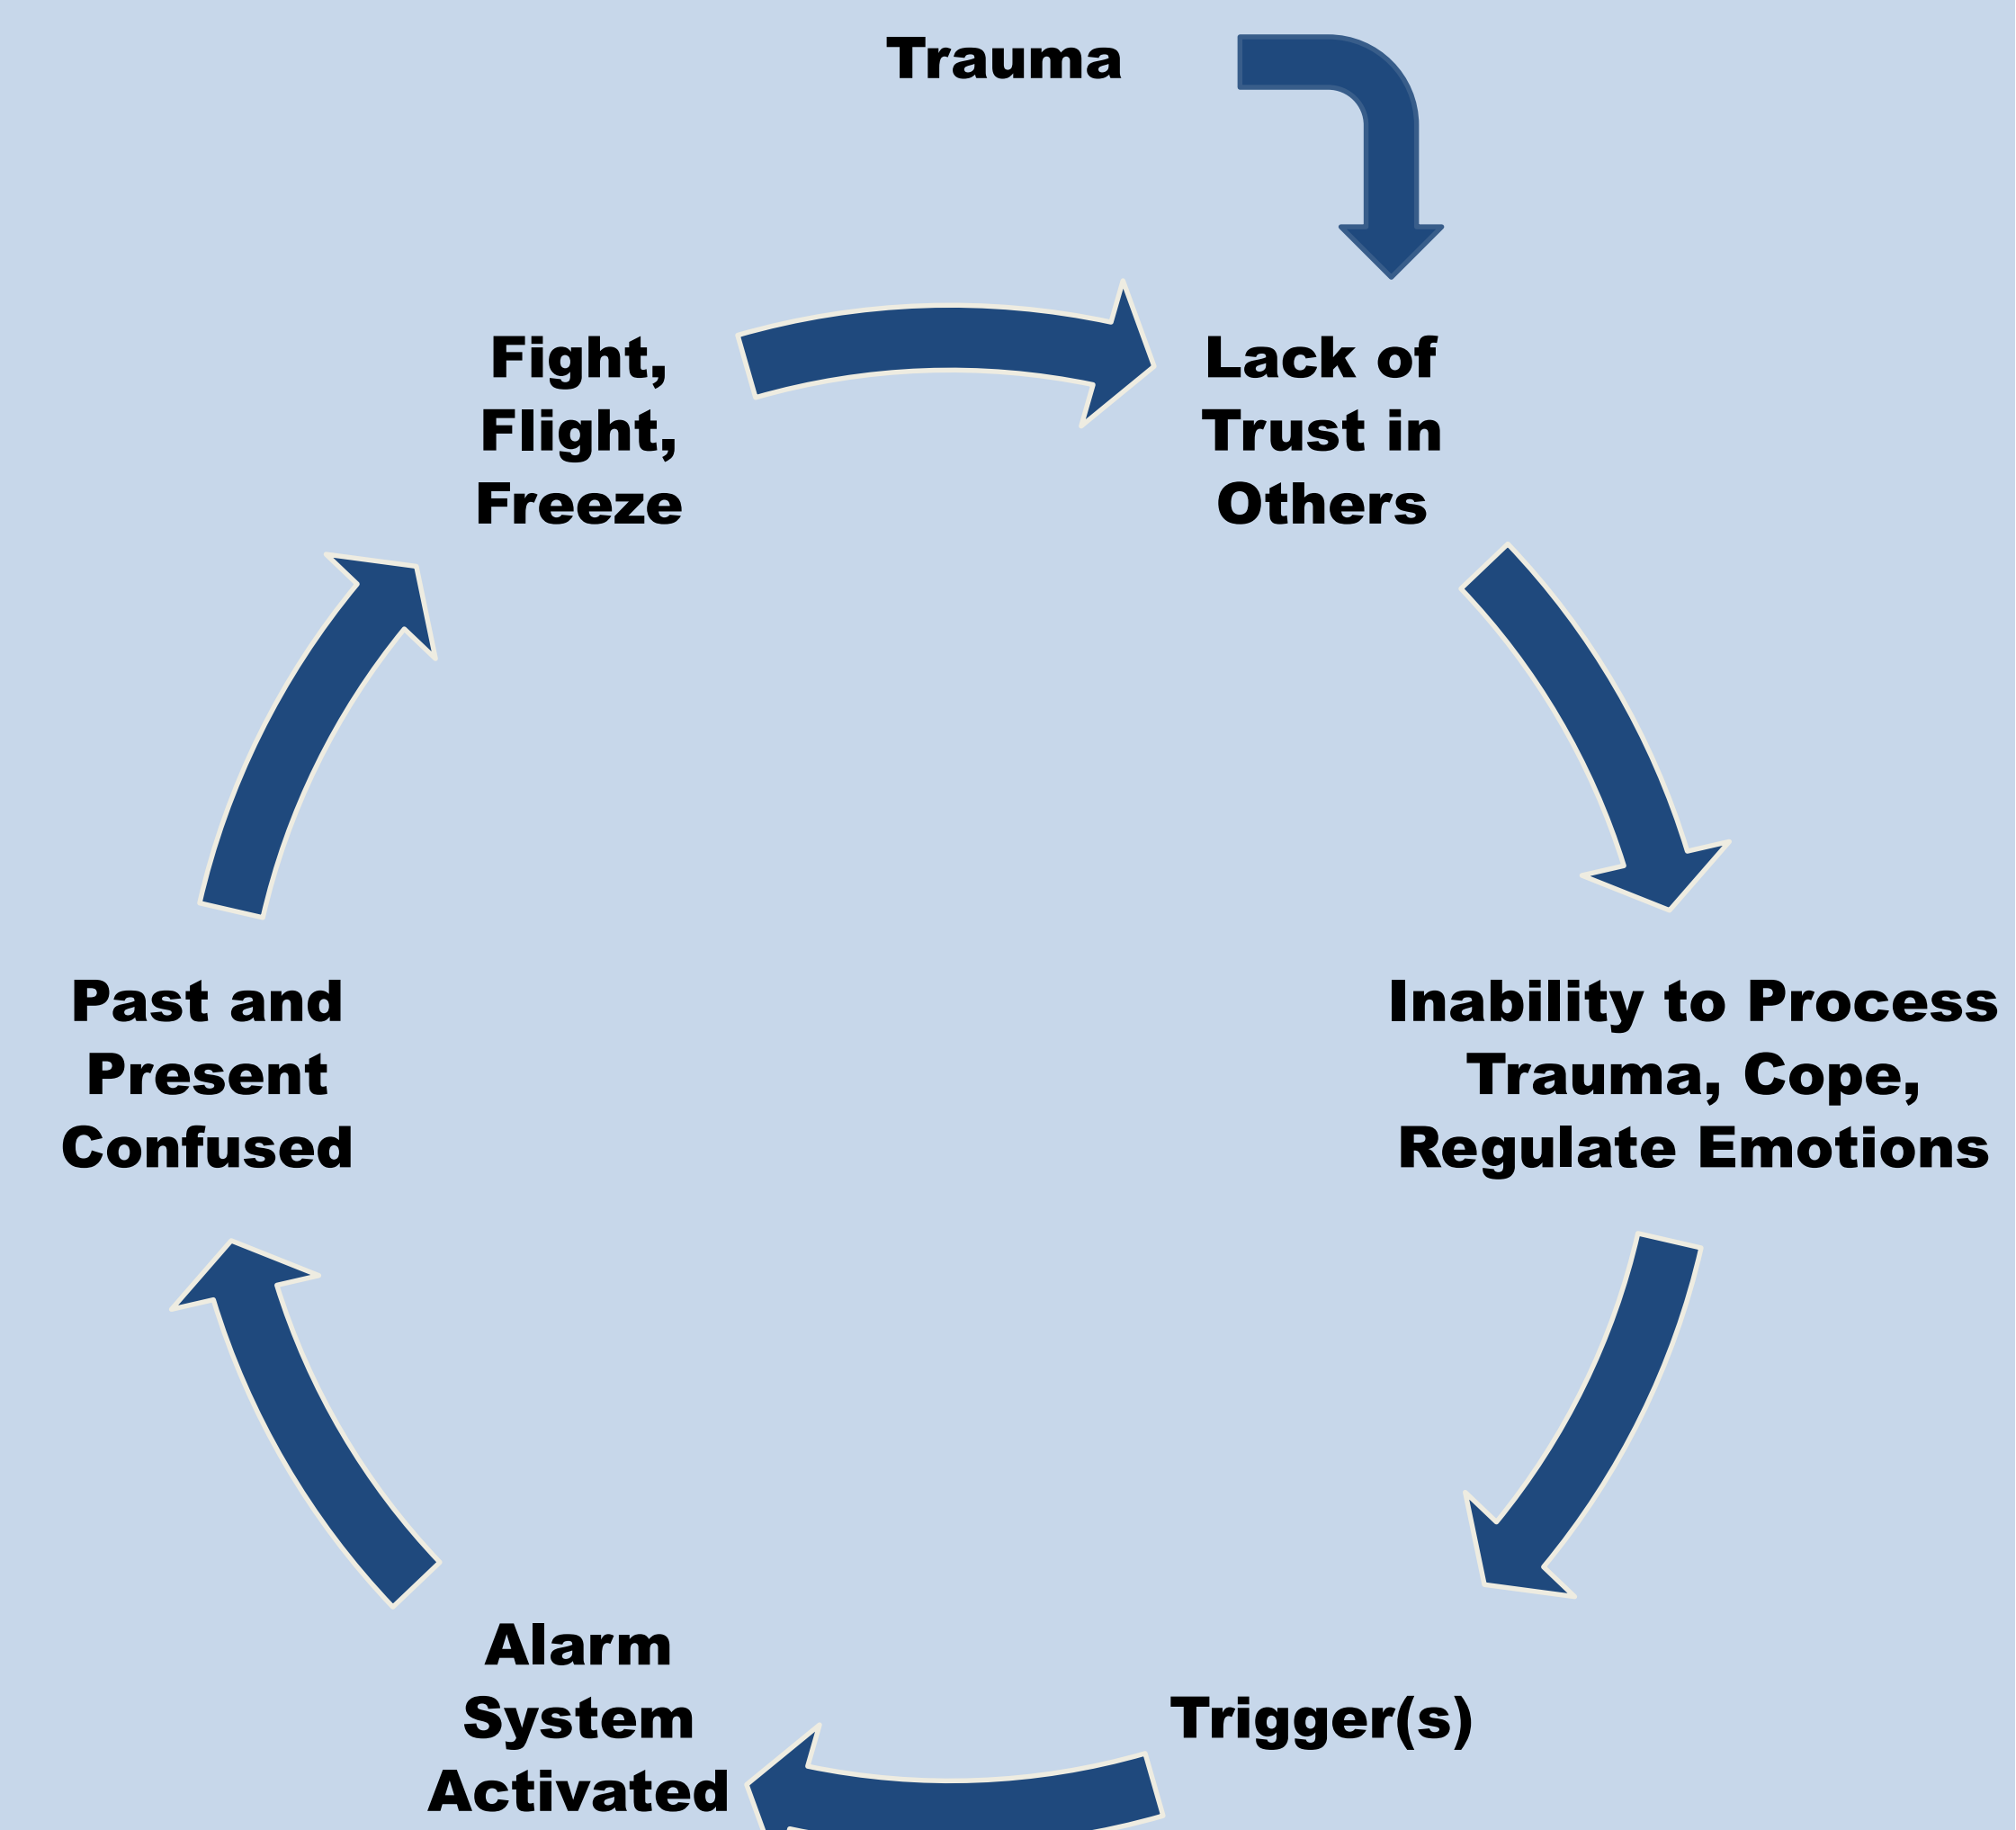 Trauma
Fight,
Flight,
Freeze
Lack of
Trust in
Others
Inability to Process
Trauma, Cope,
Regulate Emotions
Trigger(s)
Alarm
System
Activated
Past and
Present
Confused